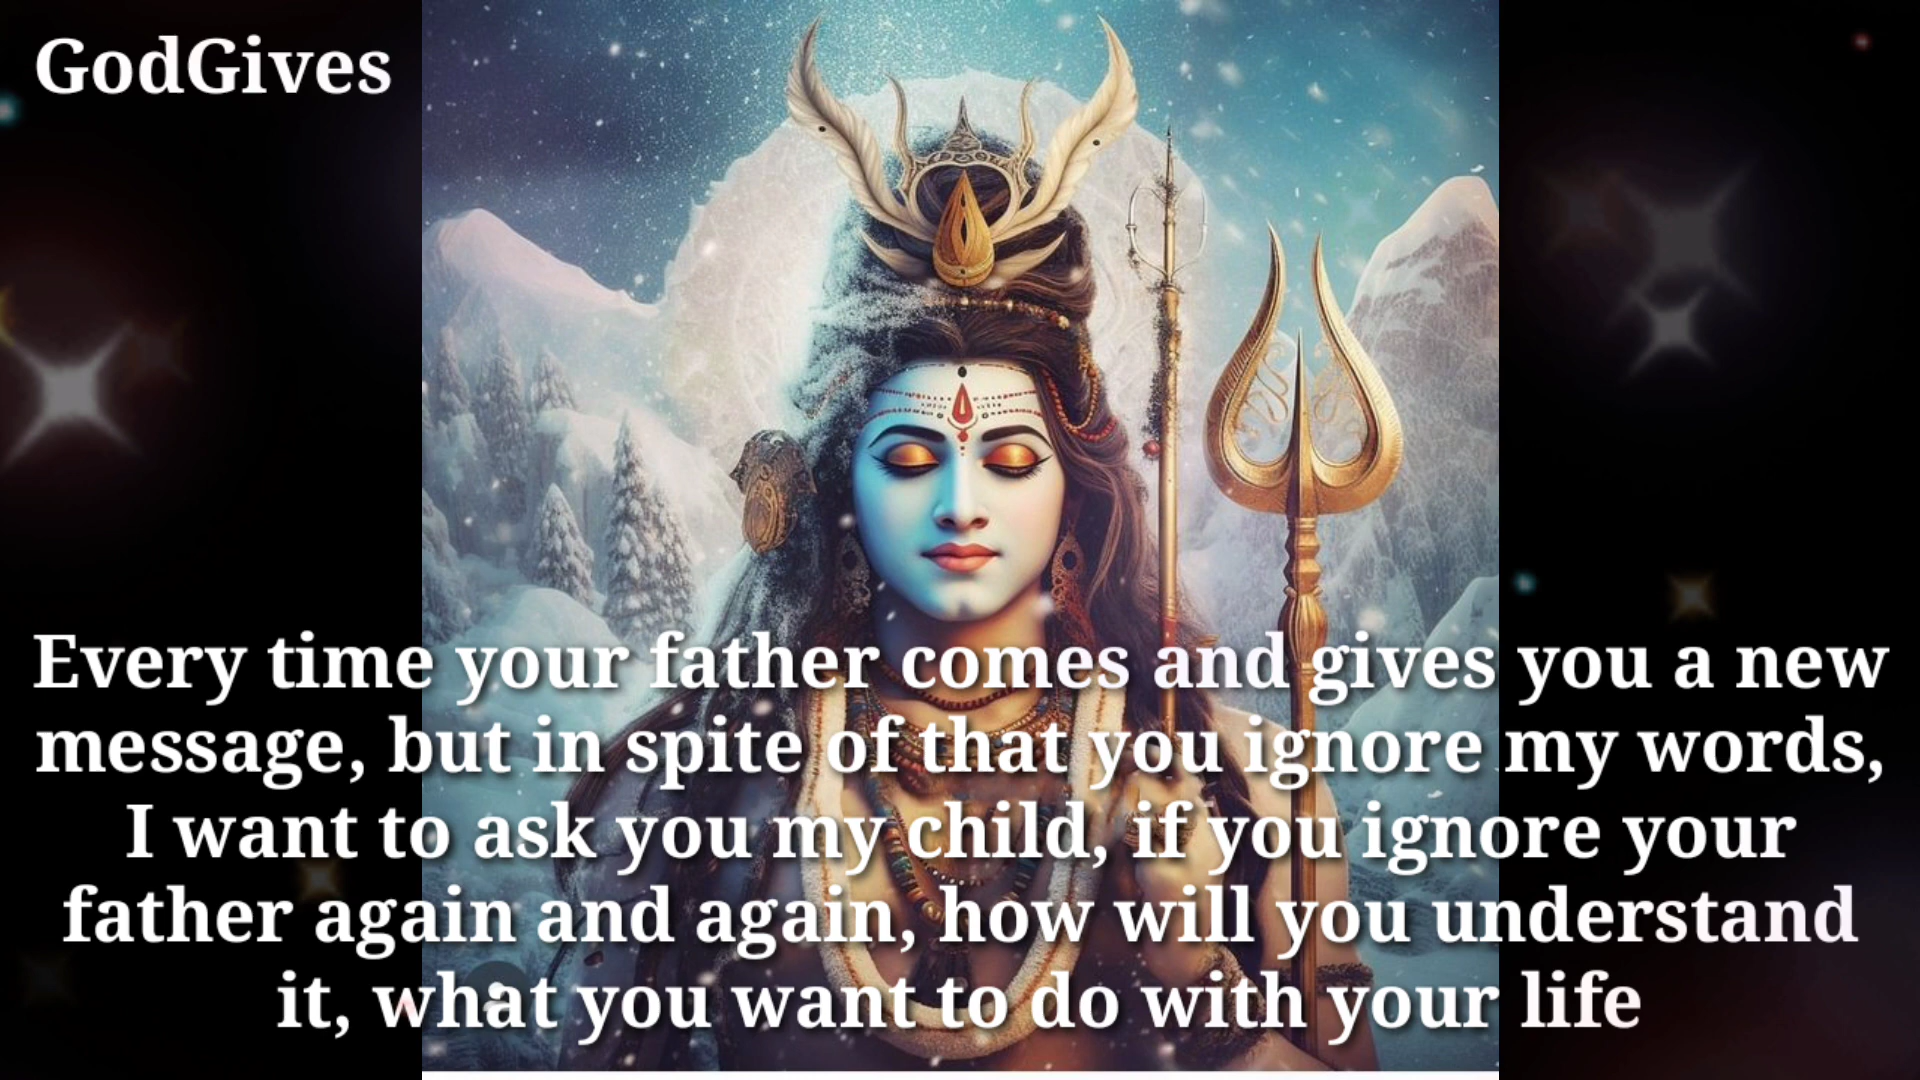 GodGives
Every time your father comes and gives you a new
message, but in spite of that you ignore my words,
I want to ask you my child, if you ignore your
father again and again, how will you understand
it, what you want to do with your life